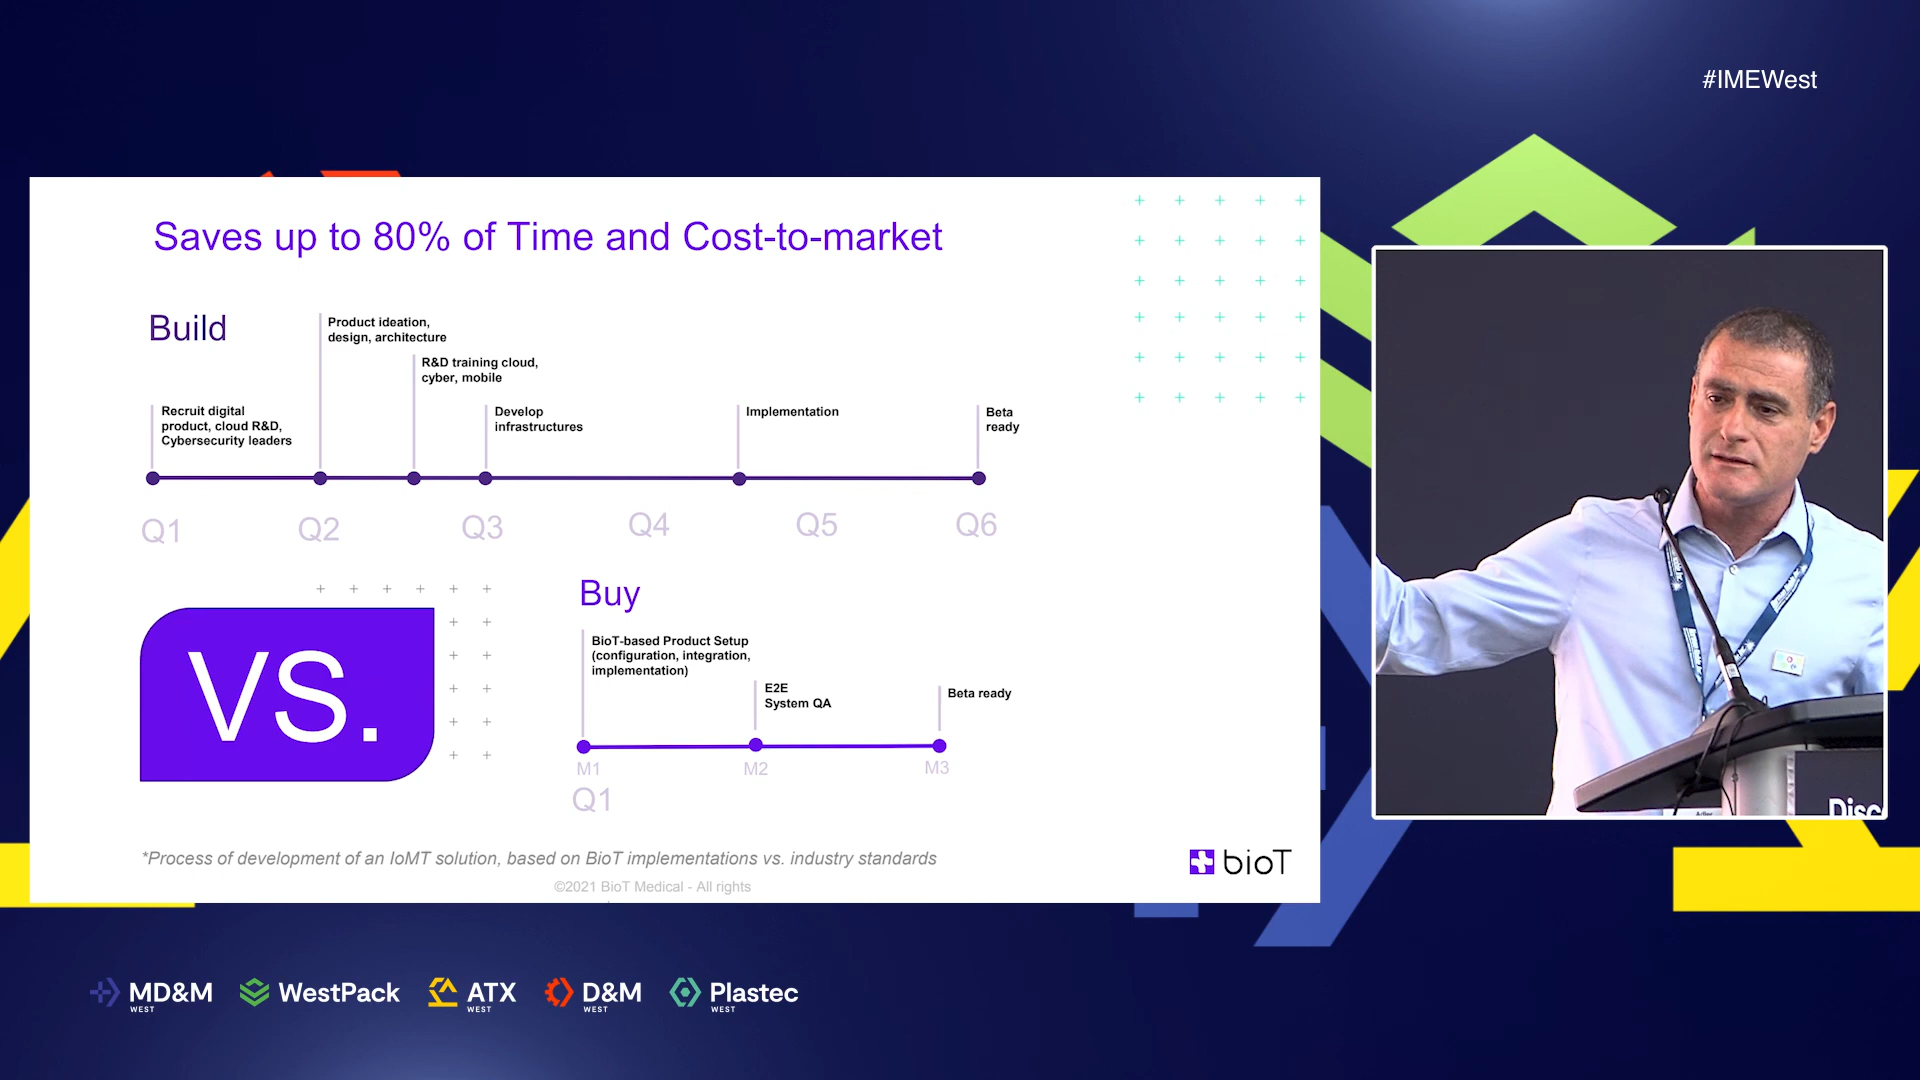 #IMEWest
Saves up to 80% of Time and Cost-to-market
Build
Product ideation,
design, architecture
R&D training cloud,
cyber, mobile
Recruit digital
product, cloud R&D,
Cybersecurity leaders
Develop
infrastructures
Implementation
Beta
ready
Q1 Q2 Q3 Q4 Q5 Q6
VS.
Buy
BioT-based Product Setup
(configuration, integration,
implementation)
E2E
System QA
Beta ready
M1 M2 M3
Q1
*Process of development of an IoMT solution, based on BioT implementations vs. industry standards
©2021 BioT Medical - All rights
bioT
Disc
MD&M WEST
WestPack
ATX WEST
D&M WEST
Plastec WEST